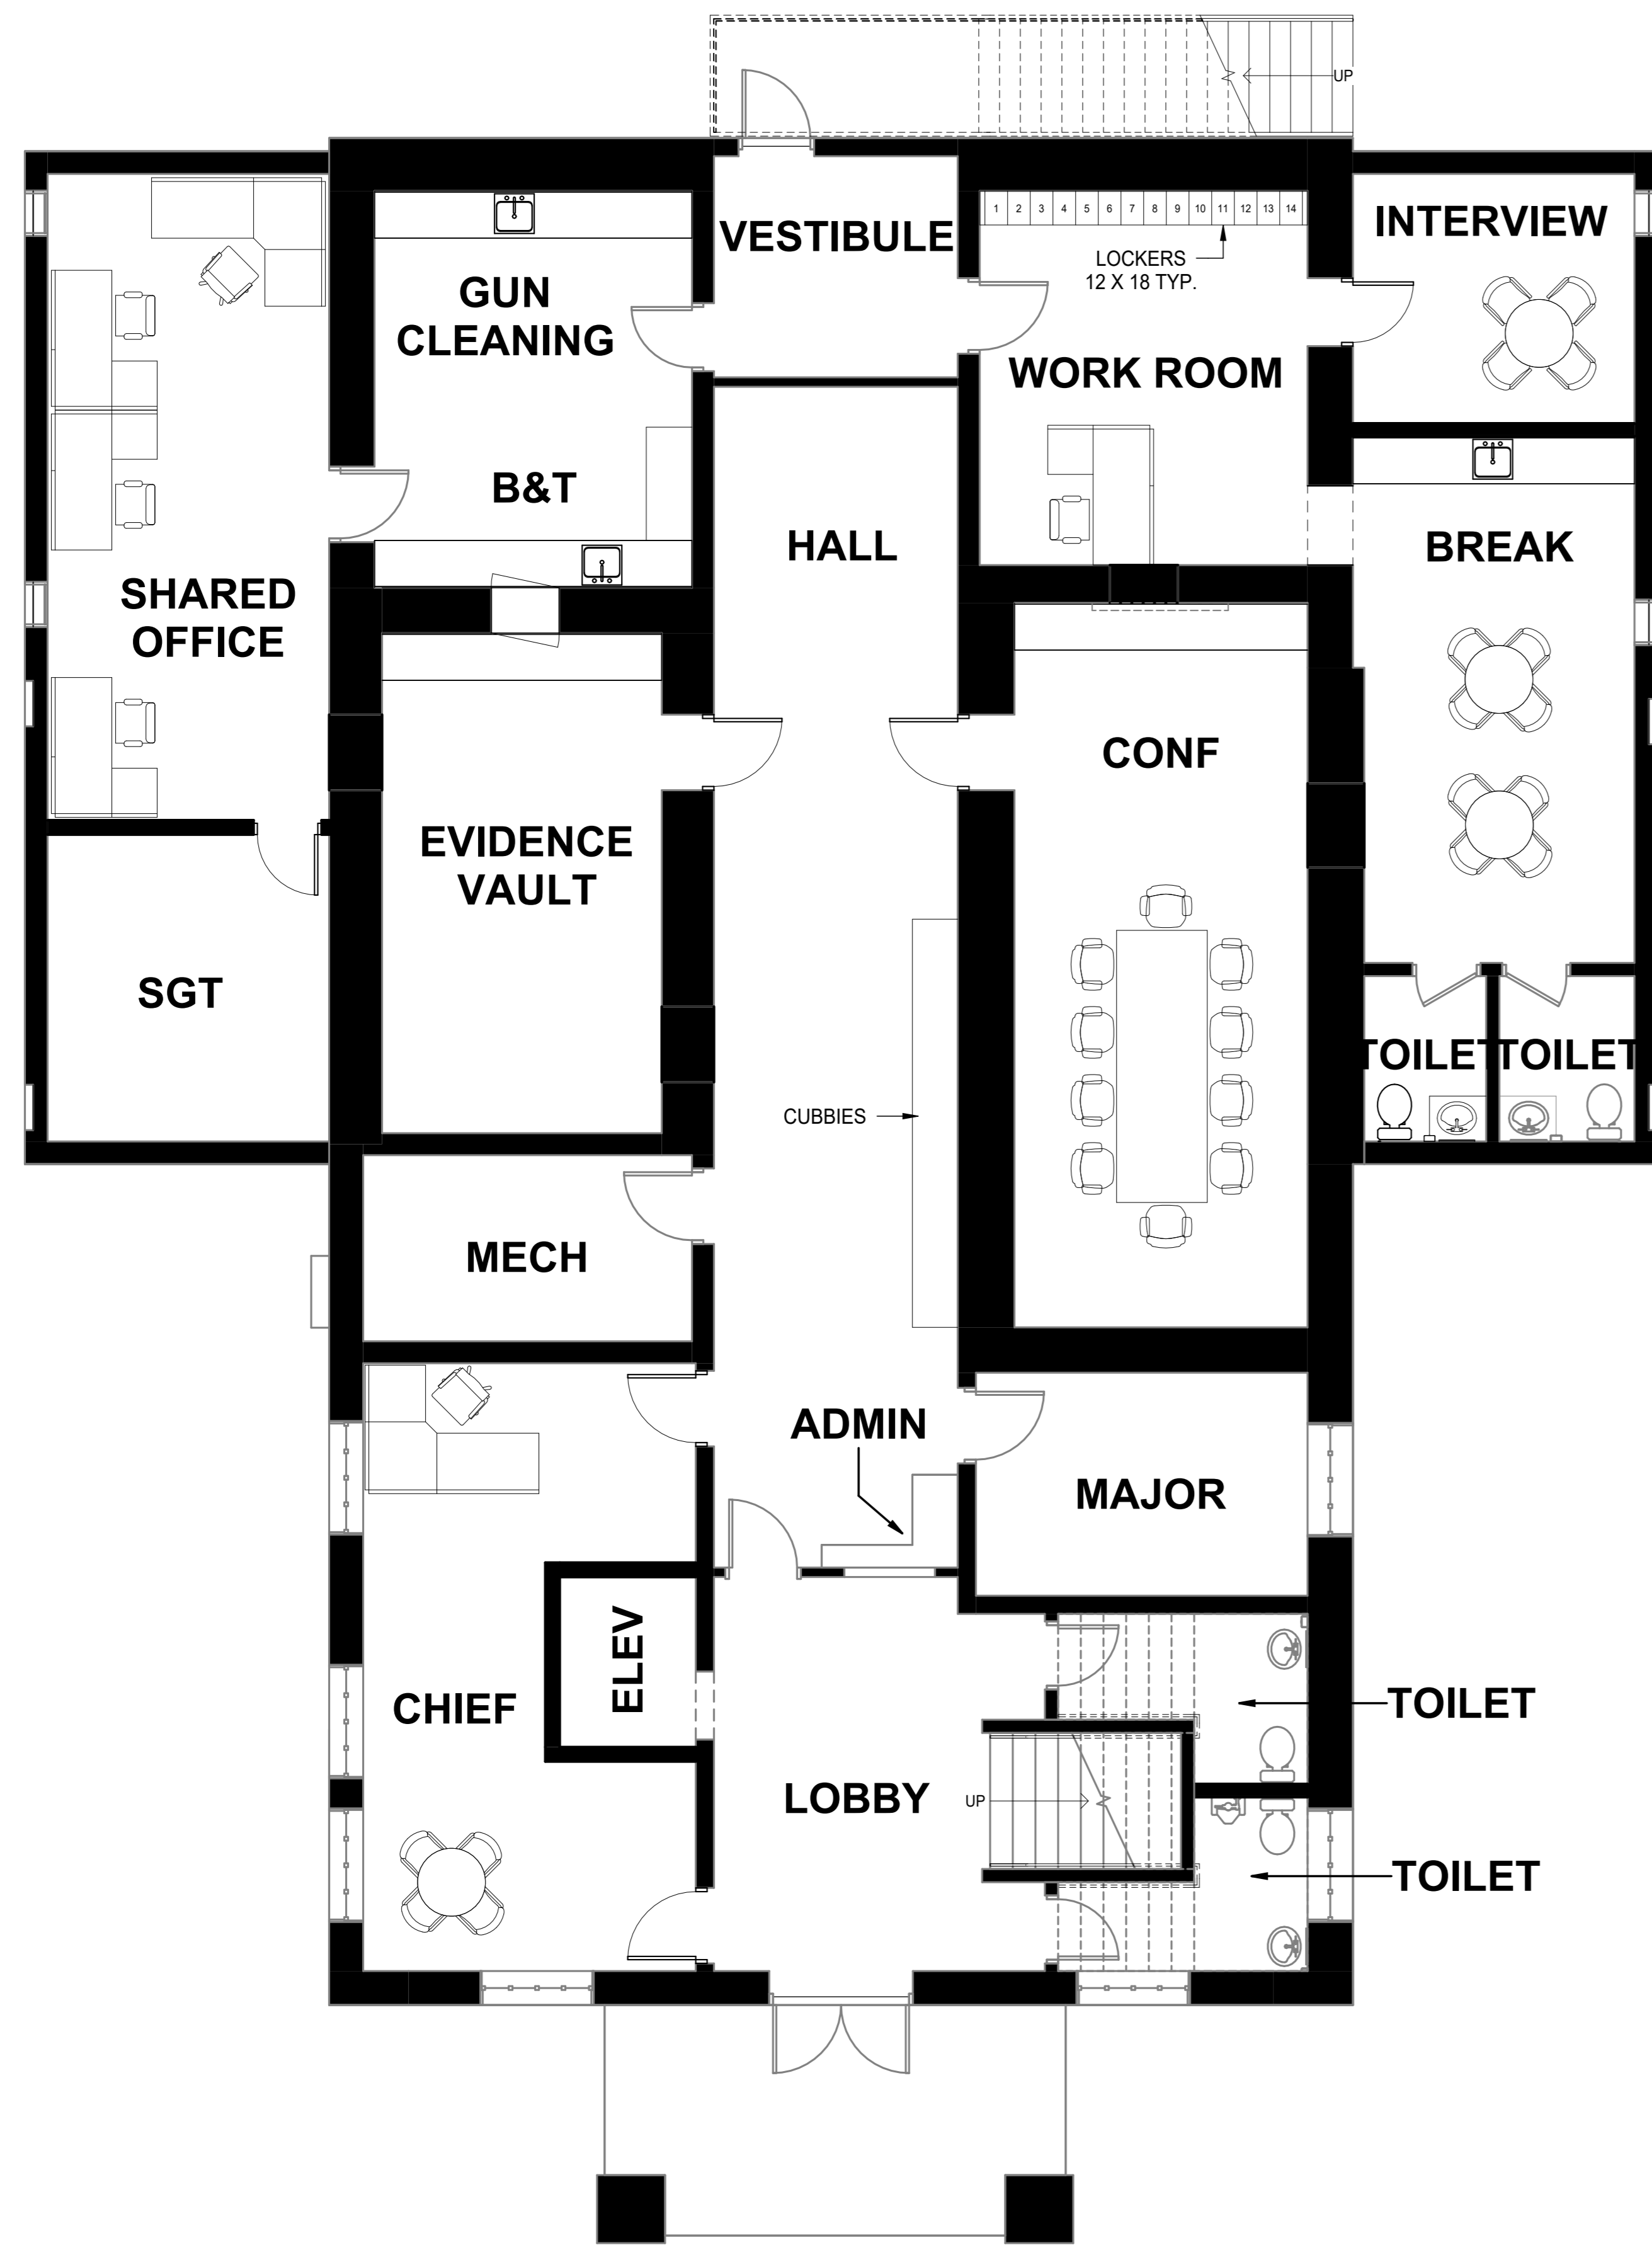 UP
VESTIBULE
INTERVIEW
1 2 3 4 5 6 7 8 9 10 11 12 13 14
LOCKERS
12 X 18 TYP.
GUN
CLEANING
WORK ROOM
B&T
HALL
BREAK
SHARED
OFFICE
CONF
EVIDENCE
VAULT
SGT
TOILET
TOILET
CUBBIES
MECH
ADMIN
MAJOR
ELEV
CHIEF
TOILET
LOBBY
UP
TOILET